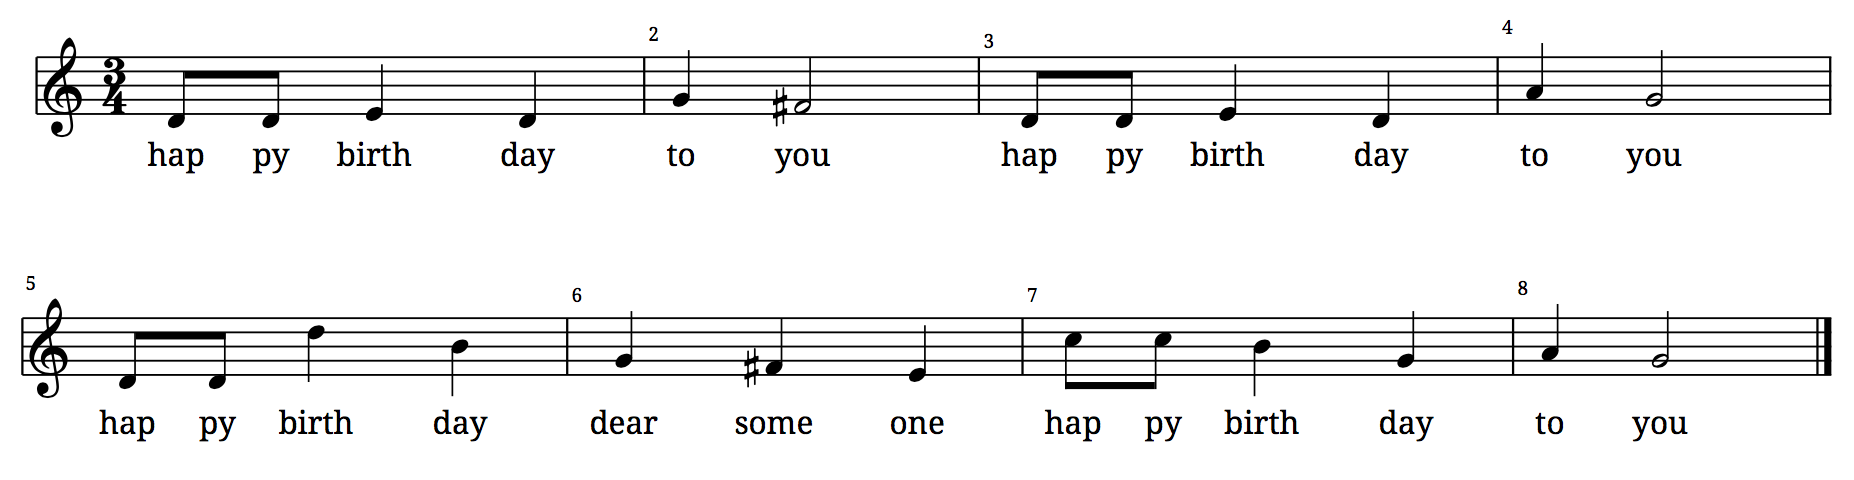 2 3 4
3
4
hap py birth day to you hap py birth day to you
5 6 7 8
hap py birth day dear some one hap py birth day to you